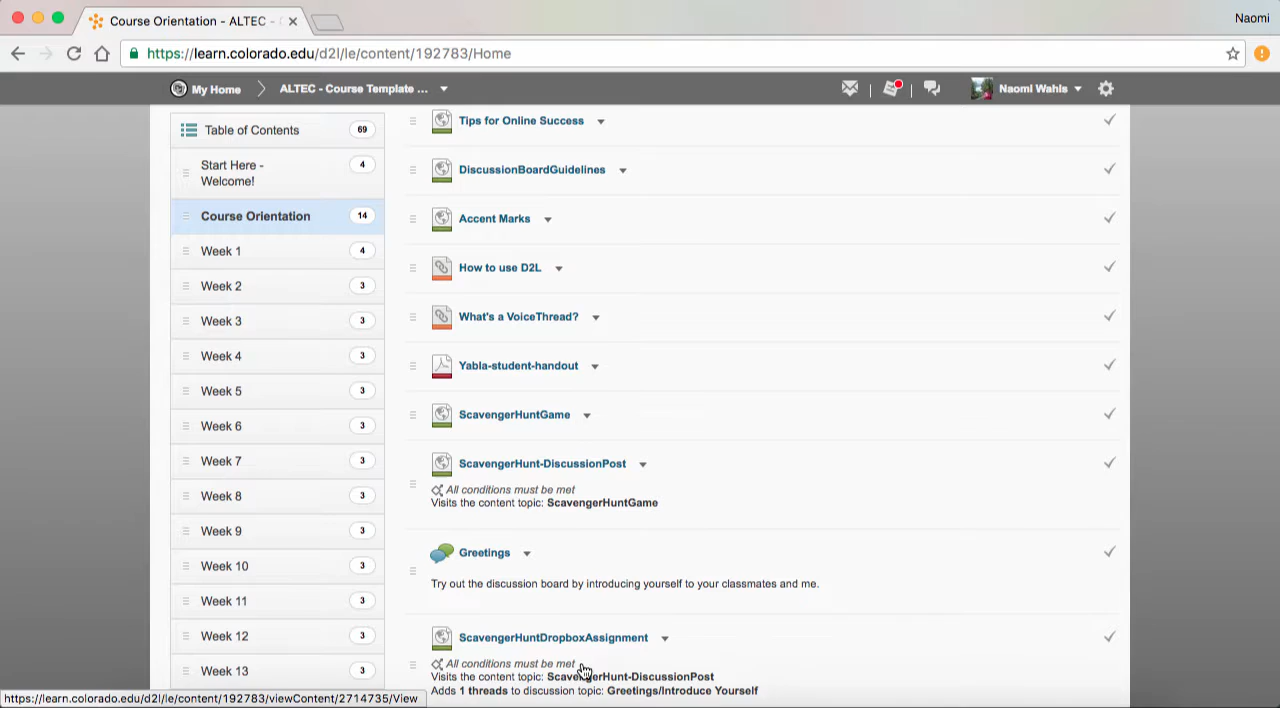 Course Orientation - ALTEC -
Naomi
https://learn.colorado.edu/d2l/le/content/192783/Home
My Home
ALTEC - Course Template ...
Naomi Wahls
Table of Contents 69
Start Here -
Welcome! 4
Course Orientation 14
Week 1 4
Week 2 3
Week 3 3
Week 4 3
Week 5 3
Week 6 3
Week 7 3
Week 8 3
Week 9 3
Week 10 3
Week 11 3
Week 12 3
Week 13 3
Tips for Online Success
DiscussionBoardGuidelines
Accent Marks
How to use D2L
What's a VoiceThread?
Yabla-student-handout
ScavengerHuntGame
ScavengerHunt-DiscussionPost
All conditions must be met
Visits the content topic: ScavengerHuntGame
Greetings
Try out the discussion board by introducing yourself to your classmates and me.
ScavengerHuntDropboxAssignment
All conditions must be met
Visits the content topic: ScavengerHunt-DiscussionPost
Adds 1 threads to discussion topic: Greetings/Introduce Yourself
https://learn.colorado.edu/d2l/le/content/192783/viewContent/2714735/View